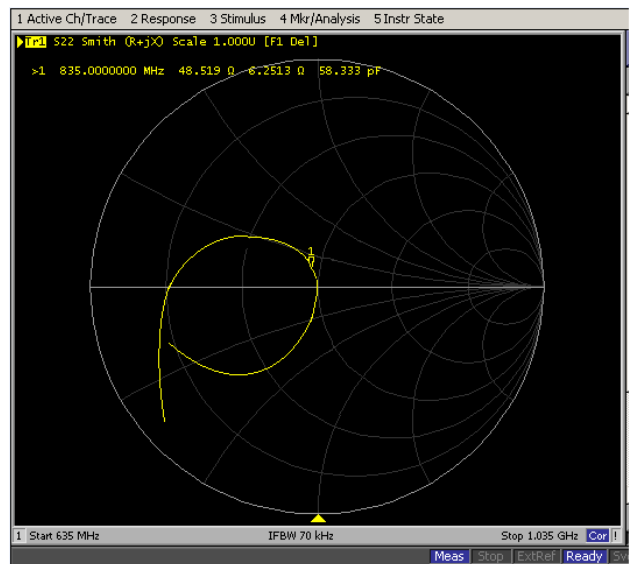 1 Active Ch/Trace 2 Response 3 Stimulus 4 Mkr/Analysis 5 Instr State
Tr1 S22 Smith (R+jX) Scale 1.000U [F1 Del]
>1 835.0000000 MHz 48.519 Ω 6.2513 Ω 58.333 pF
1
1 Start 635 MHz IFBW 70 kHz Stop 1.035 GHz Cor !
Meas Stop ExtRef Ready